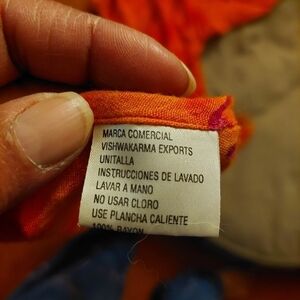 MARCA COMERCIAL
VISHWAKARMA EXPORTS
UNITALLA
INSTRUCCIONES DE LAVADO
LAVAR A MANO
NO USAR CLORO
USE PLANCHA CALIENTE
100% RAYON